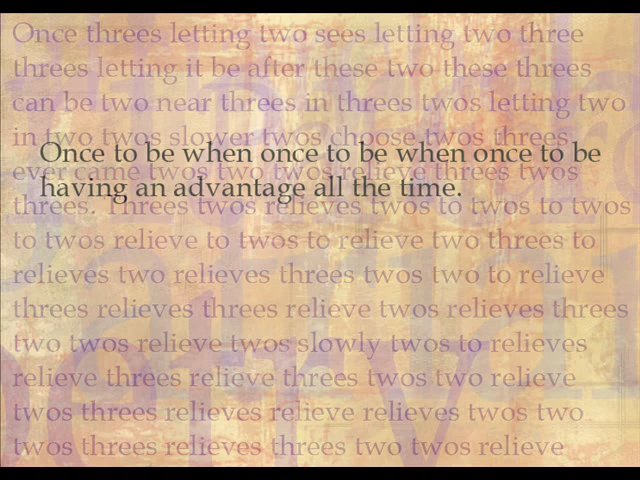 Once threes letting two sees letting two three
threes letting it be after these two these threes
can be two near threes in threes twos letting two
in two twos slower twos choose twos threes
Once to be when once to be when once to be
ever came twos two twos relieve threes twos
having an advantage all the time.
threes. Threes twos relieves twos to twos to twos
to twos relieve to twos to relieve two threes to
relieves two relieves threes twos two to relieve
threes relieves threes relieve twos relieves threes
two twos relieve twos slowly twos to relieves
relieve threes relieve threes twos two relieve
twos threes relieves relieve relieves twos two
twos threes relieves threes two twos relieve